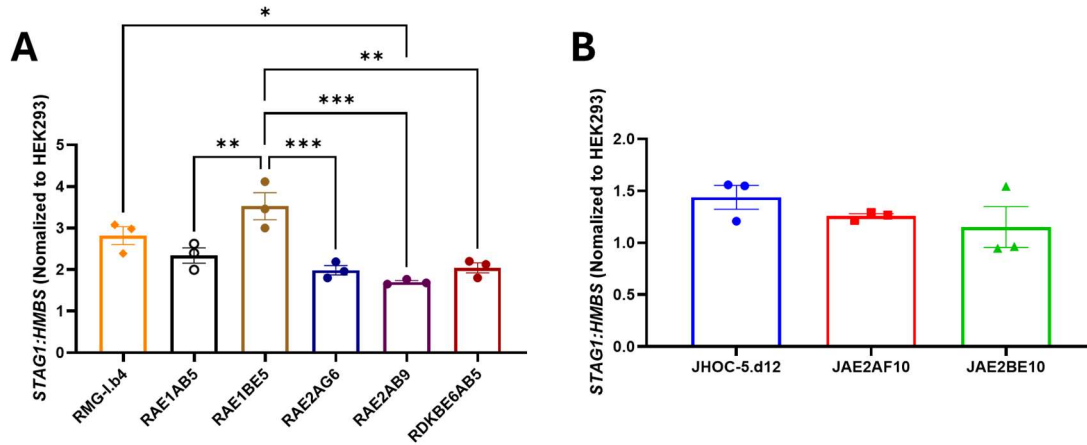 A
STAG1:HMBS (Nomalized to HEK293)
*
**
***
**
***
5
4
3
2
1
0
RMG-I.b4
RAE1AB5
RAE1BE5
RAE2AG6
RAE2AB9
RDKBE6AB5
B
STAG1:HMBS (Nomalized to HEK293)
2.0
1.5
1.0
0.5
0.0
JHOC-5.d12
JAE2AF10
JAE2BE10